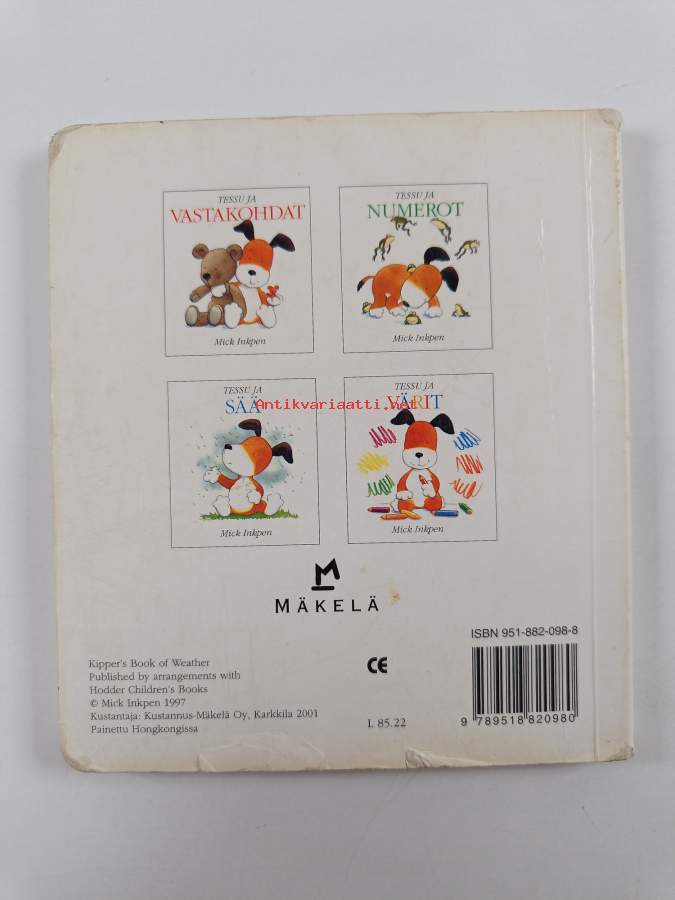 TESSU JA
VASTAKOHDAT
Mick Inkpen
TESSU JA
NUMEROT
Mick Inkpen
TESSU JA
SÄÄ
Mick Inkpen
TESSU JA
VÄRIT
Mick Inkpen
Antikvariaatti.net
M
MÄKELÄ
Kipper's Book of Weather
Published by arrangements with
Hodder Children's Books
© Mick Inkpen 1997
Kustantaja: Kustannus-Mäkelä Oy, Karkkila 2001
Painettu Hongkongissa
CE
L 85.22
ISBN 951-882-098-8
9 789518 820980